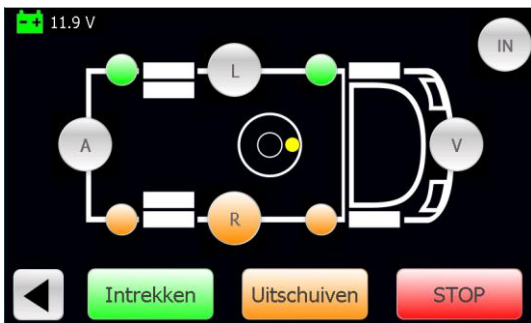 11.9 V
IN
L
A
V
R
Intrekken
Uitschuiven
STOP